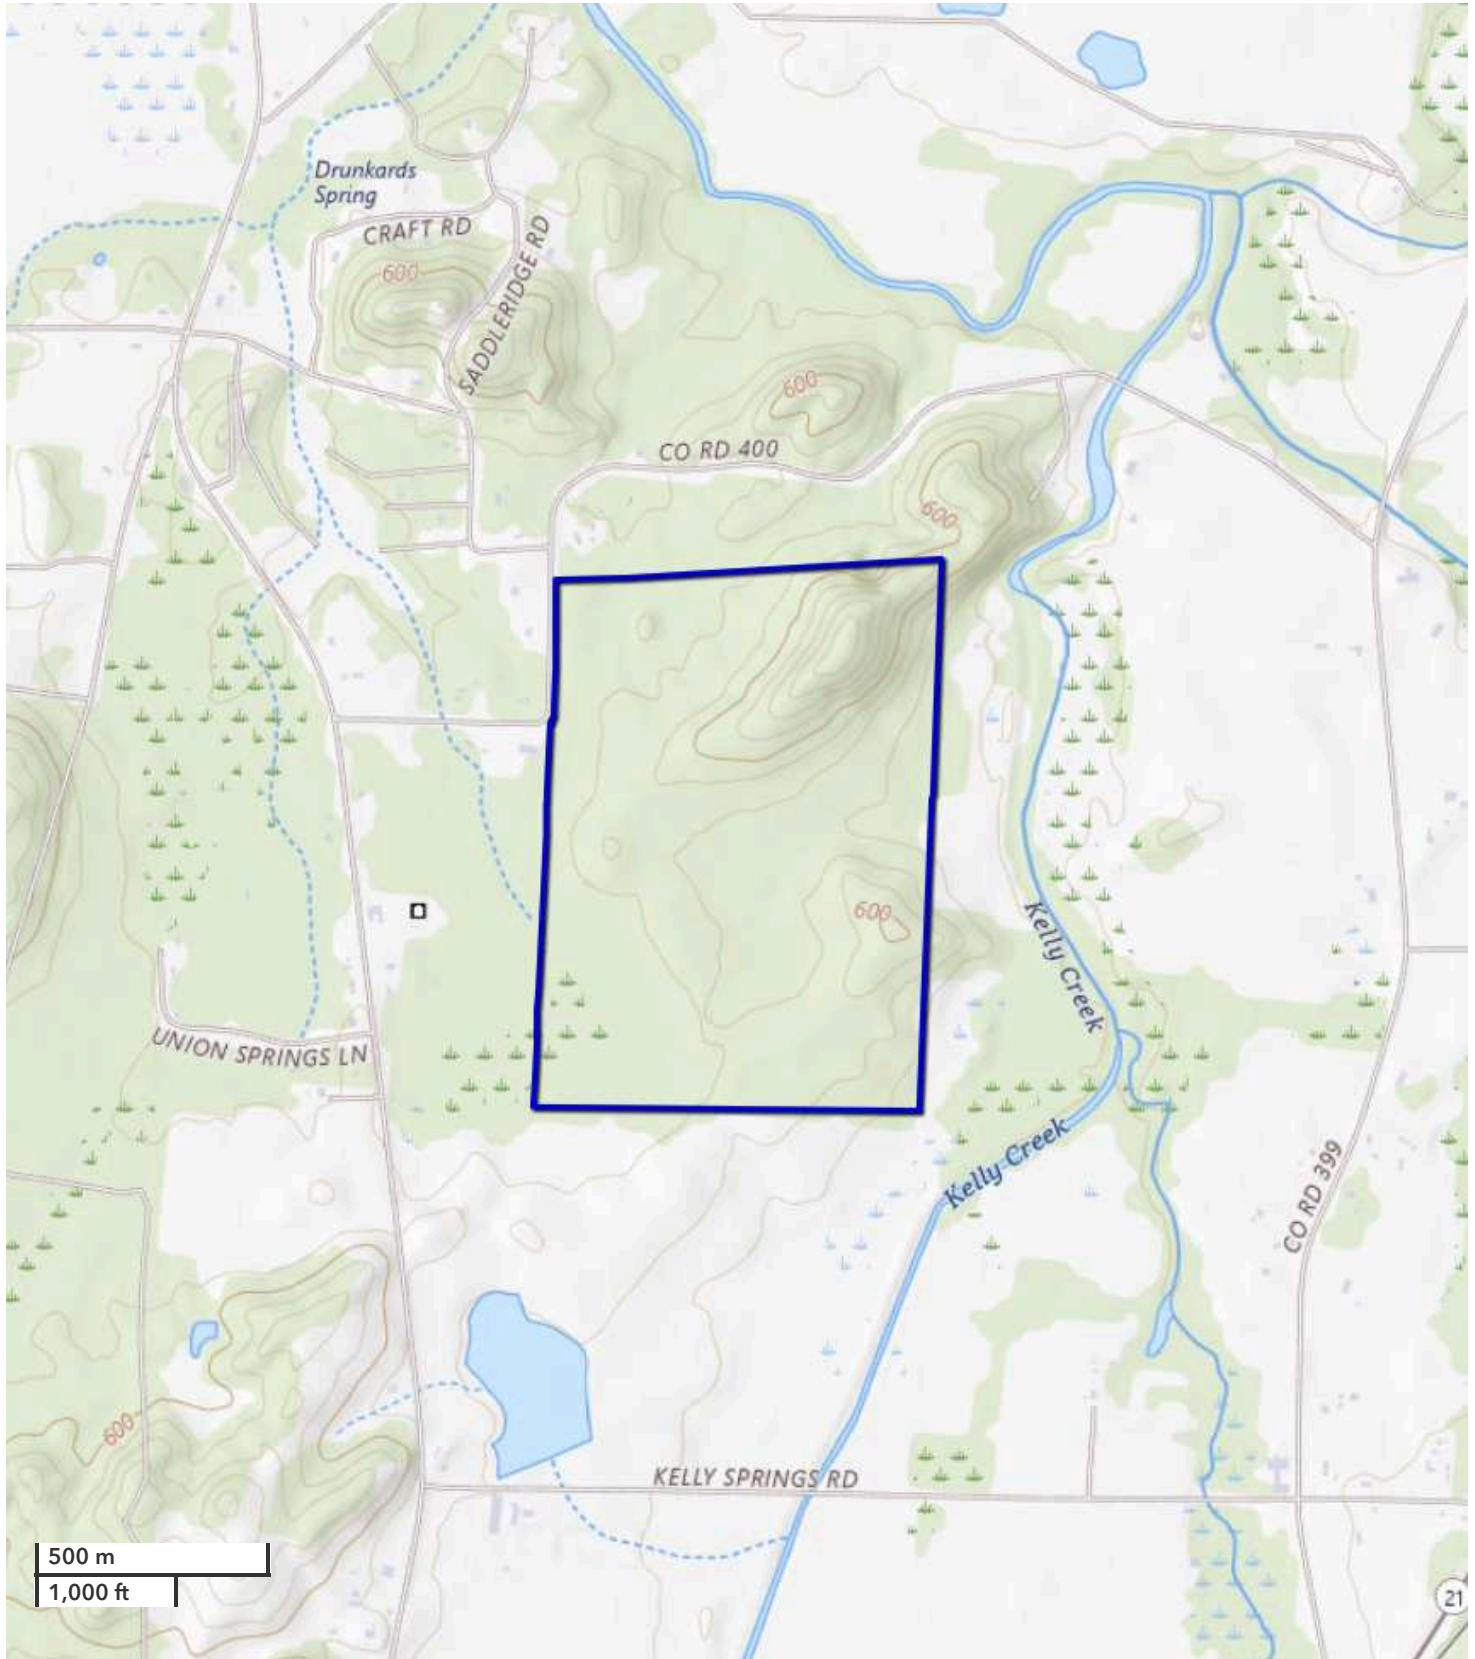 Drunkards
Spring
CRAFT RD
600
SADDLERIDGE RD
600
CO RD 400
600
600
Kelly Creek
UNION SPRINGS LN
Kelly Creek
CO RD 399
600
KELLY SPRINGS RD
500 m
1,000 ft
21